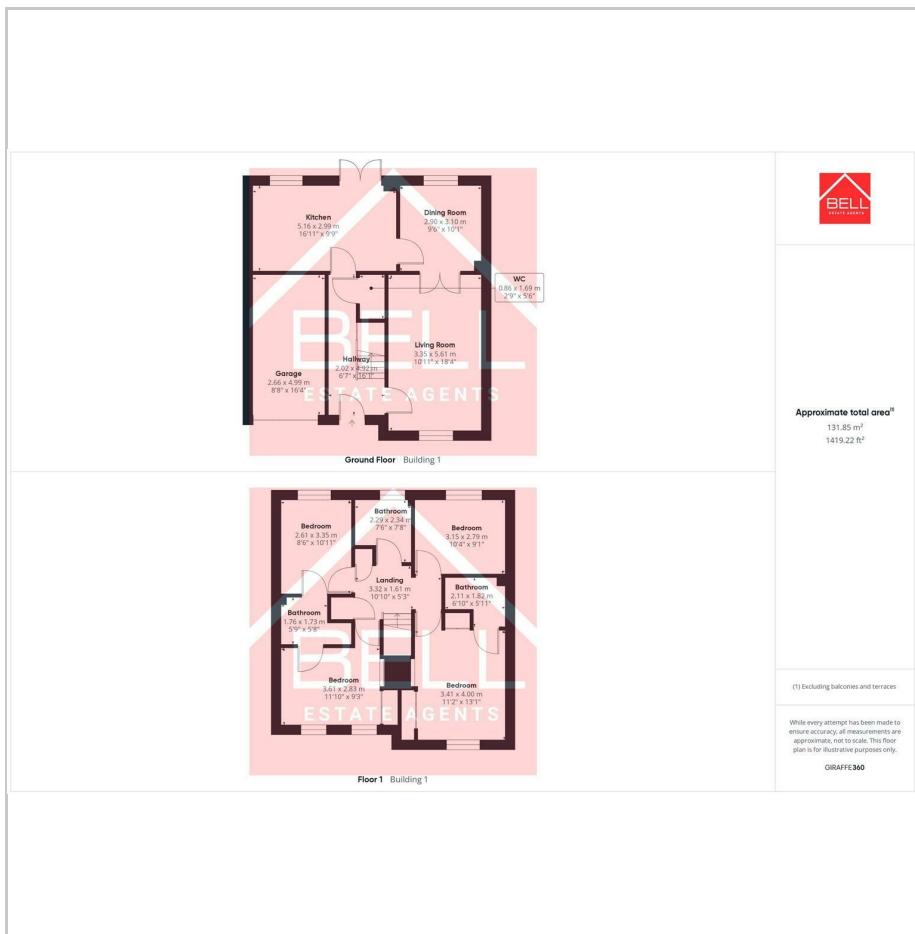 Kitchen
5.16 x 2.99 m
16'11" x 9'9"
Dining Room
2.90 x 3.10 m
9'6" x 10'1"
WC
0.86 x 1.69 m
2'9" x 5'6"
Living Room
3.35 x 5.61 m
10'11" x 18'4"
Hallway
2.02 x 4.92 m
6'7" x 16'1"
Garage
2.66 x 4.99 m
8'8" x 16'4"
BELL
ESTATE AGENTS
Ground Floor Building 1
Bedroom
2.61 x 3.35 m
8'6" x 10'11"
Bathroom
2.29 x 2.34 m
7'6" x 7'8"
Bedroom
3.15 x 2.79 m
10'4" x 9'1"
Landing
3.32 x 1.61 m
10'10" x 5'3"
Bathroom
2.11 x 1.82 m
6'10" x 5'11"
Bathroom
1.76 x 1.73 m
5'9" x 5'8"
Bedroom
3.61 x 2.83 m
11'10" x 9'3"
Bedroom
3.41 x 4.00 m
11'2" x 13'1"
BELL
ESTATE AGENTS
Floor 1 Building 1
BELL
ESTATE AGENTS
Approximate total area(1)
131.85 m²
1419.22 ft²
(1) Excluding balconies and terraces
While every attempt has been made to
ensure accuracy, all measurements are
approximate, not to scale. This floor
plan is for illustrative purposes only.
GIRAFFE360